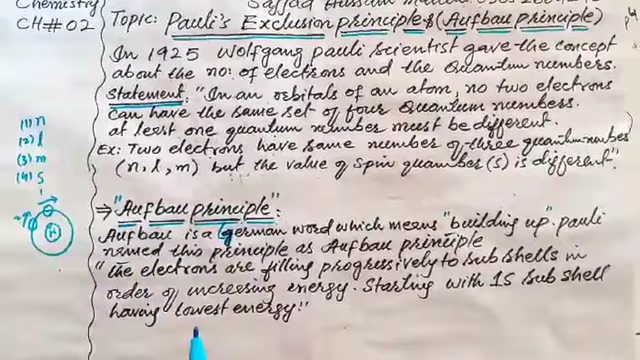 Chemistry
CH# 02
Topic: Pauli's Exclusion principle & (Aufbau principle)
In 1925 Wolfgang pauli scientist gave the concept
about the no: of electrons and the Quantum numbers.
Statement: "In an orbitals of an atom, no two electrons
can have the same set of four Quantum numbers.
at least one quantum number must be different.
Ex: Two electrons have same number of three quantum number
(n, l, m) but the value of spin quamber (s) is different"
(1) n
(2) l
(3) m
(4) s
N
⇒ "Aufbau principle":
Aufbau is a German word which means "building up". pauli
named this principle as Aufbau principle
"the electrons are filling progressively to sub shells in
order of increasing energy. Starting with 1S sub shell
having lowest energy."